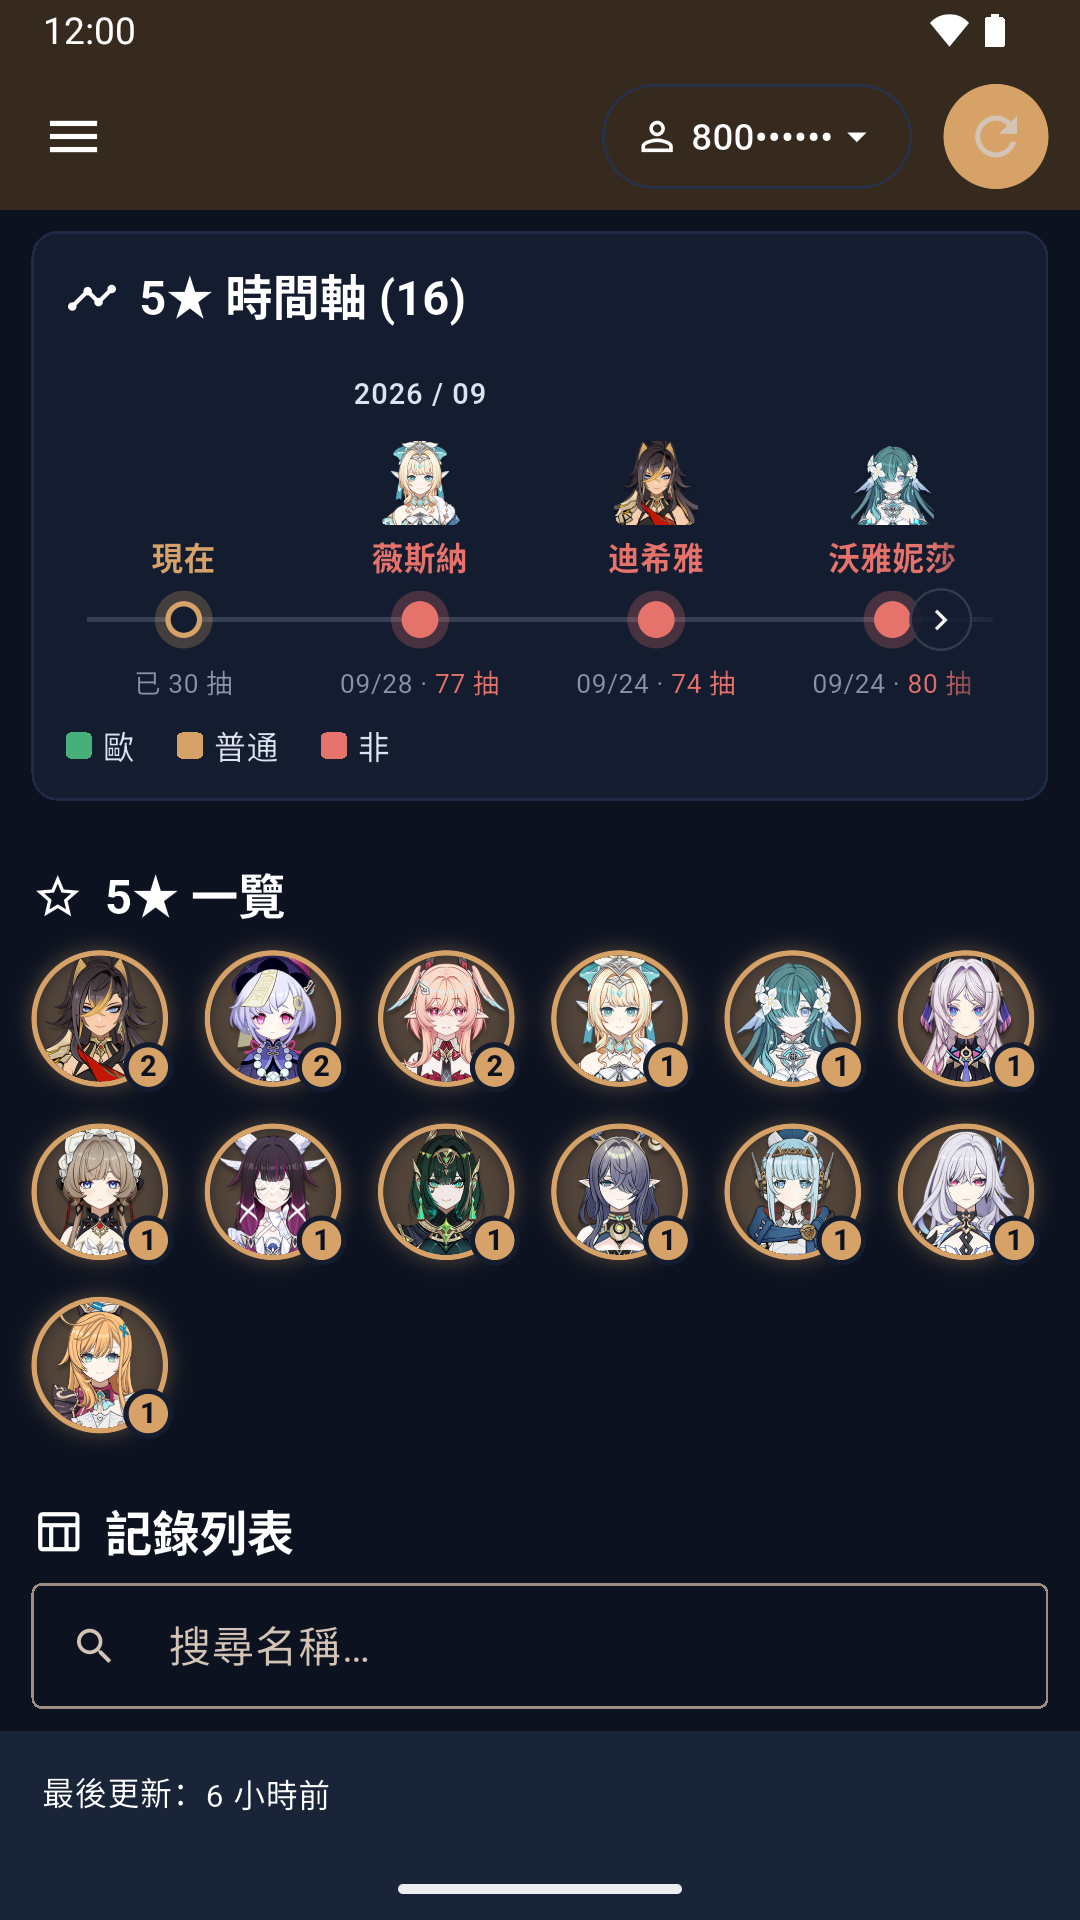 12:00
800••••••
5★ 時間軸 (16)
2026 / 09
現在
薇斯納
迪希雅
沃雅妮莎
已 30 抽
09/28 · 77 抽
09/24 · 74 抽
09/24 · 80 抽
歐
普通
非
5★ 一覽
2
2
2
1
1
1
1
1
1
1
1
1
1
記錄列表
搜尋名稱…
最後更新：6 小時前